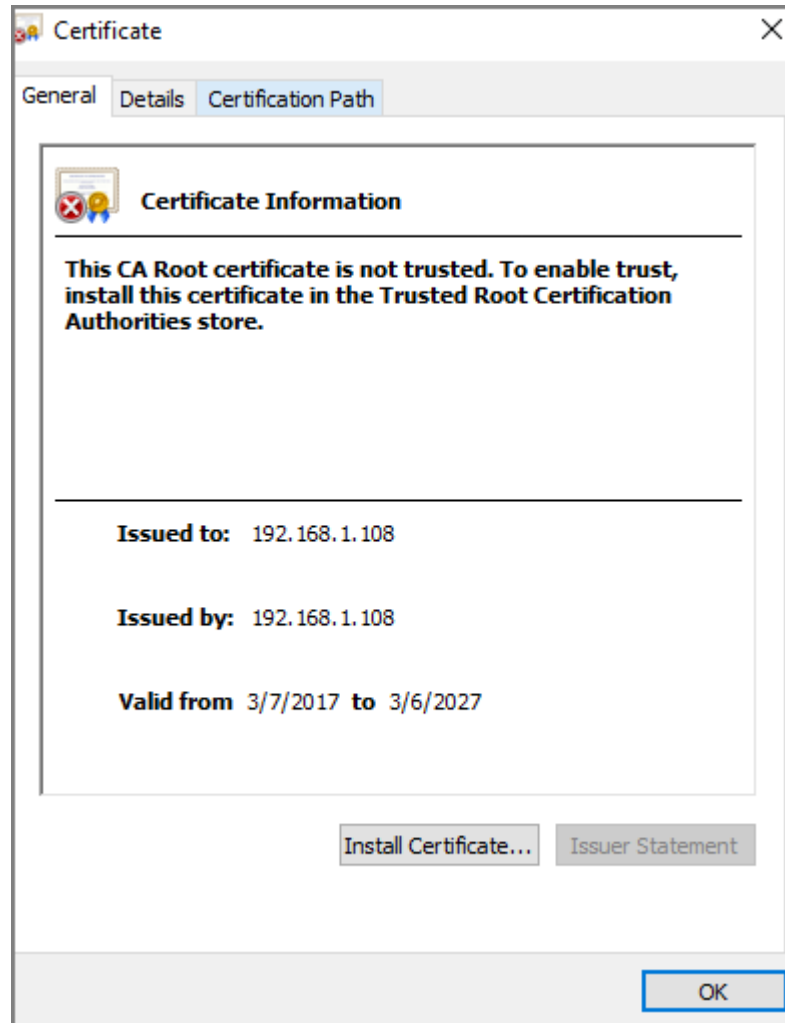 Certificate
General Details Certification Path
Certificate Information
This CA Root certificate is not trusted. To enable trust,
install this certificate in the Trusted Root Certification
Authorities store.
Issued to: 192.168.1.108
Issued by: 192.168.1.108
Valid from 3/7/2017 to 3/6/2027
Install Certificate... Issuer Statement
OK